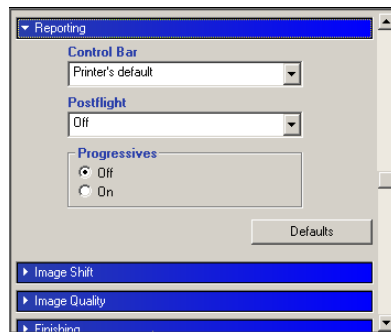 Reporting
Control Bar
Printer's default
Postflight
Off
Progressives
Off
On
Defaults
Image Shift
Image Quality
Finishing